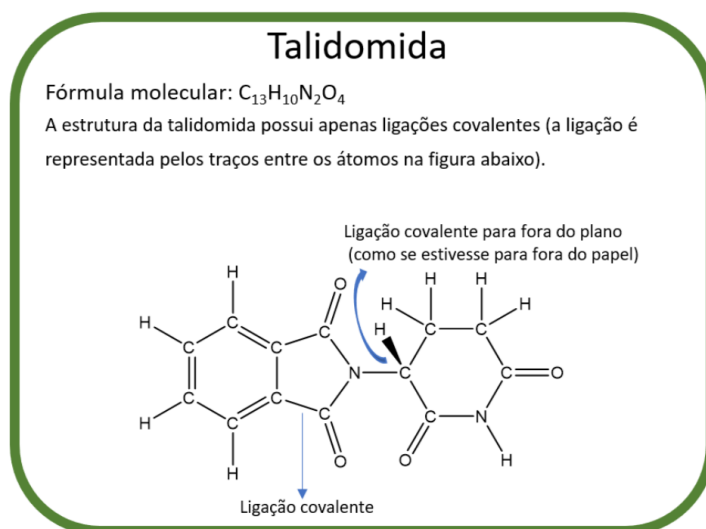 Talidomida
Fórmula molecular: C₁₃H₁₀N₂O₄
A estrutura da talidomida possui apenas ligações covalentes (a ligação é
representada pelos traços entre os átomos na figura abaixo).
Ligação covalente para fora do plano
(como se estivesse para fora do papel)
H O H H
H H H
H
C C C C
C C
N C C O
C C
C C C N
H
H O O H
Ligação covalente